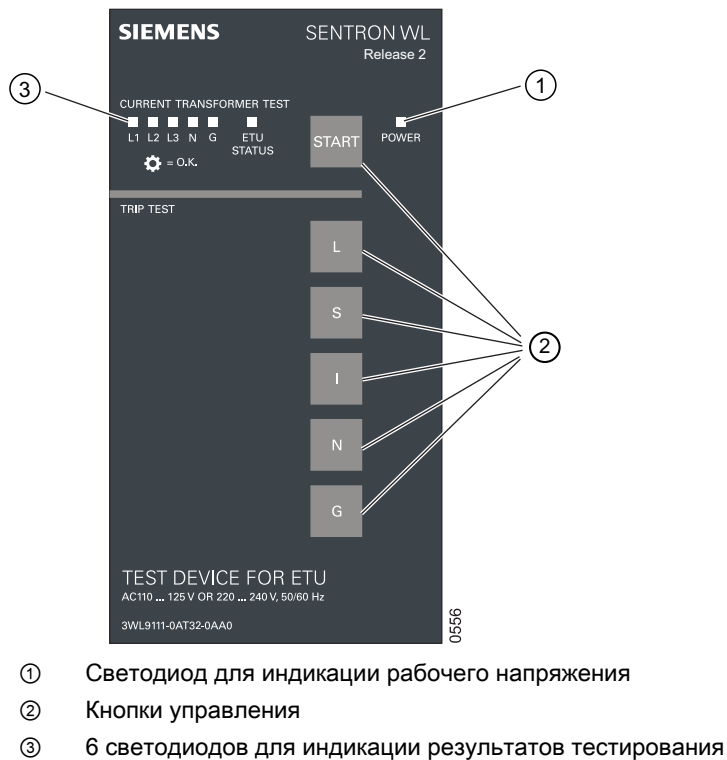 SIEMENS SENTRON WL
Release 2
③ ①
CURRENT TRANSFORMER TEST
L1 L2 L3 N G ETU STATUS START POWER
= O.K.
TRIP TEST
L
S
②
I
N
G
TEST DEVICE FOR ETU
AC110 ... 125 V OR 220 ... 240 V, 50/60 Hz
3WL9111-0AT32-0AA0
0556
① Светодиод для индикации рабочего напряжения
② Кнопки управления
③ 6 светодиодов для индикации результатов тестирования